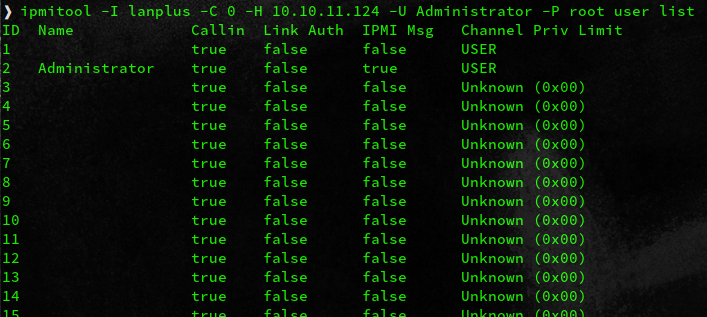 ❯ ipmitool -I lanplus -C 0 -H 10.10.11.124 -U Administrator -P root user list
ID  Name             Callin  Link Auth  IPMI Msg   Channel Priv Limit
1                    true    false      false      USER
2   Administrator    true    false      true       USER
3                    true    false      false      Unknown (0x00)
4                    true    false      false      Unknown (0x00)
5                    true    false      false      Unknown (0x00)
6                    true    false      false      Unknown (0x00)
7                    true    false      false      Unknown (0x00)
8                    true    false      false      Unknown (0x00)
9                    true    false      false      Unknown (0x00)
10                   true    false      false      Unknown (0x00)
11                   true    false      false      Unknown (0x00)
12                   true    false      false      Unknown (0x00)
13                   true    false      false      Unknown (0x00)
14                   true    false      false      Unknown (0x00)
15                   true    false      false      Unknown (0x00)